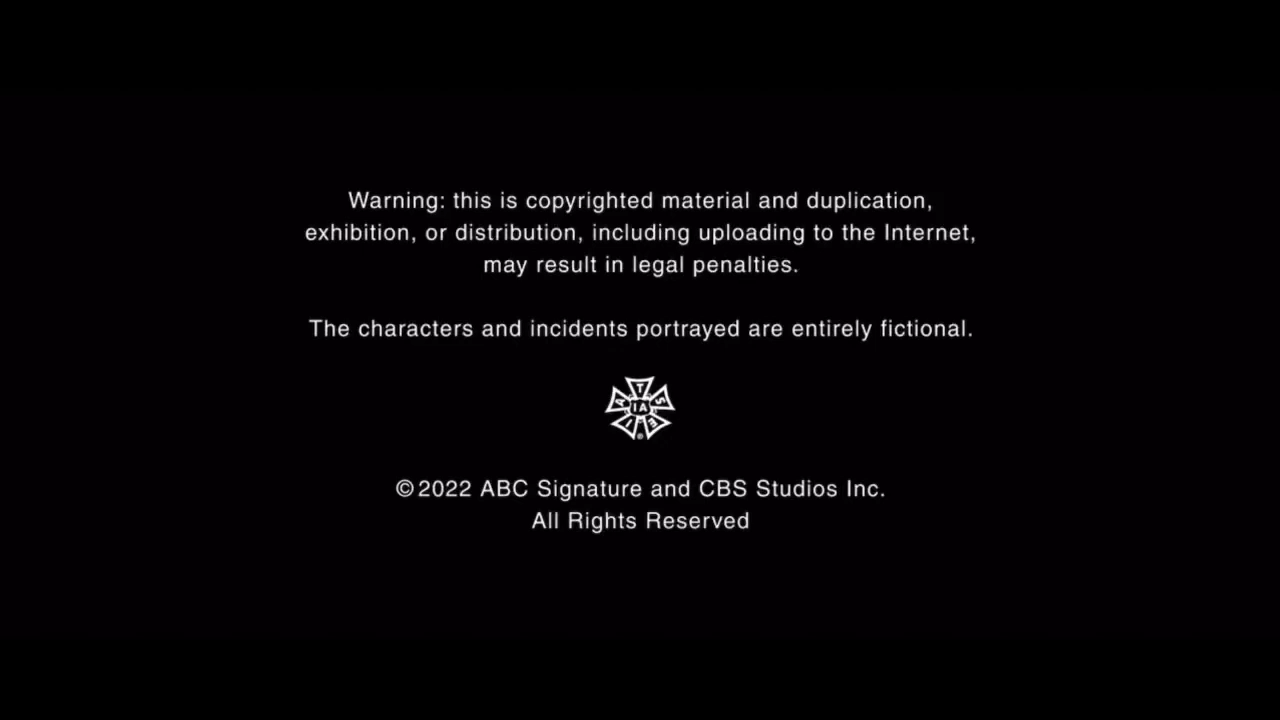 Warning: this is copyrighted material and duplication,
exhibition, or distribution, including uploading to the Internet,
may result in legal penalties.
The characters and incidents portrayed are entirely fictional.
IATSE
IA
®
©2022 ABC Signature and CBS Studios Inc.
All Rights Reserved